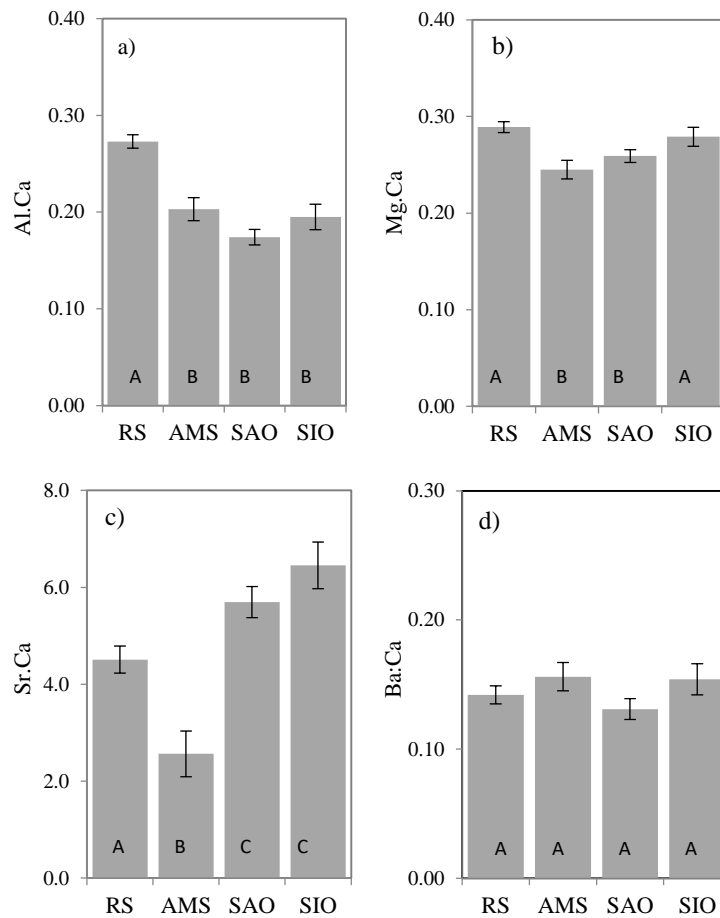 a)
Al.Ca
0.40
0.30
0.20
0.10
0.00
A B B B
RS AMS SAO SIO
b)
Mg.Ca
0.40
0.30
0.20
0.10
0.00
A B B A
RS AMS SAO SIO
c)
Sr.Ca
8.0
6.0
4.0
2.0
0.0
A B C C
RS AMS SAO SIO
d)
Ba:Ca
0.30
0.20
0.10
0.00
A A A A
RS AMS SAO SIO